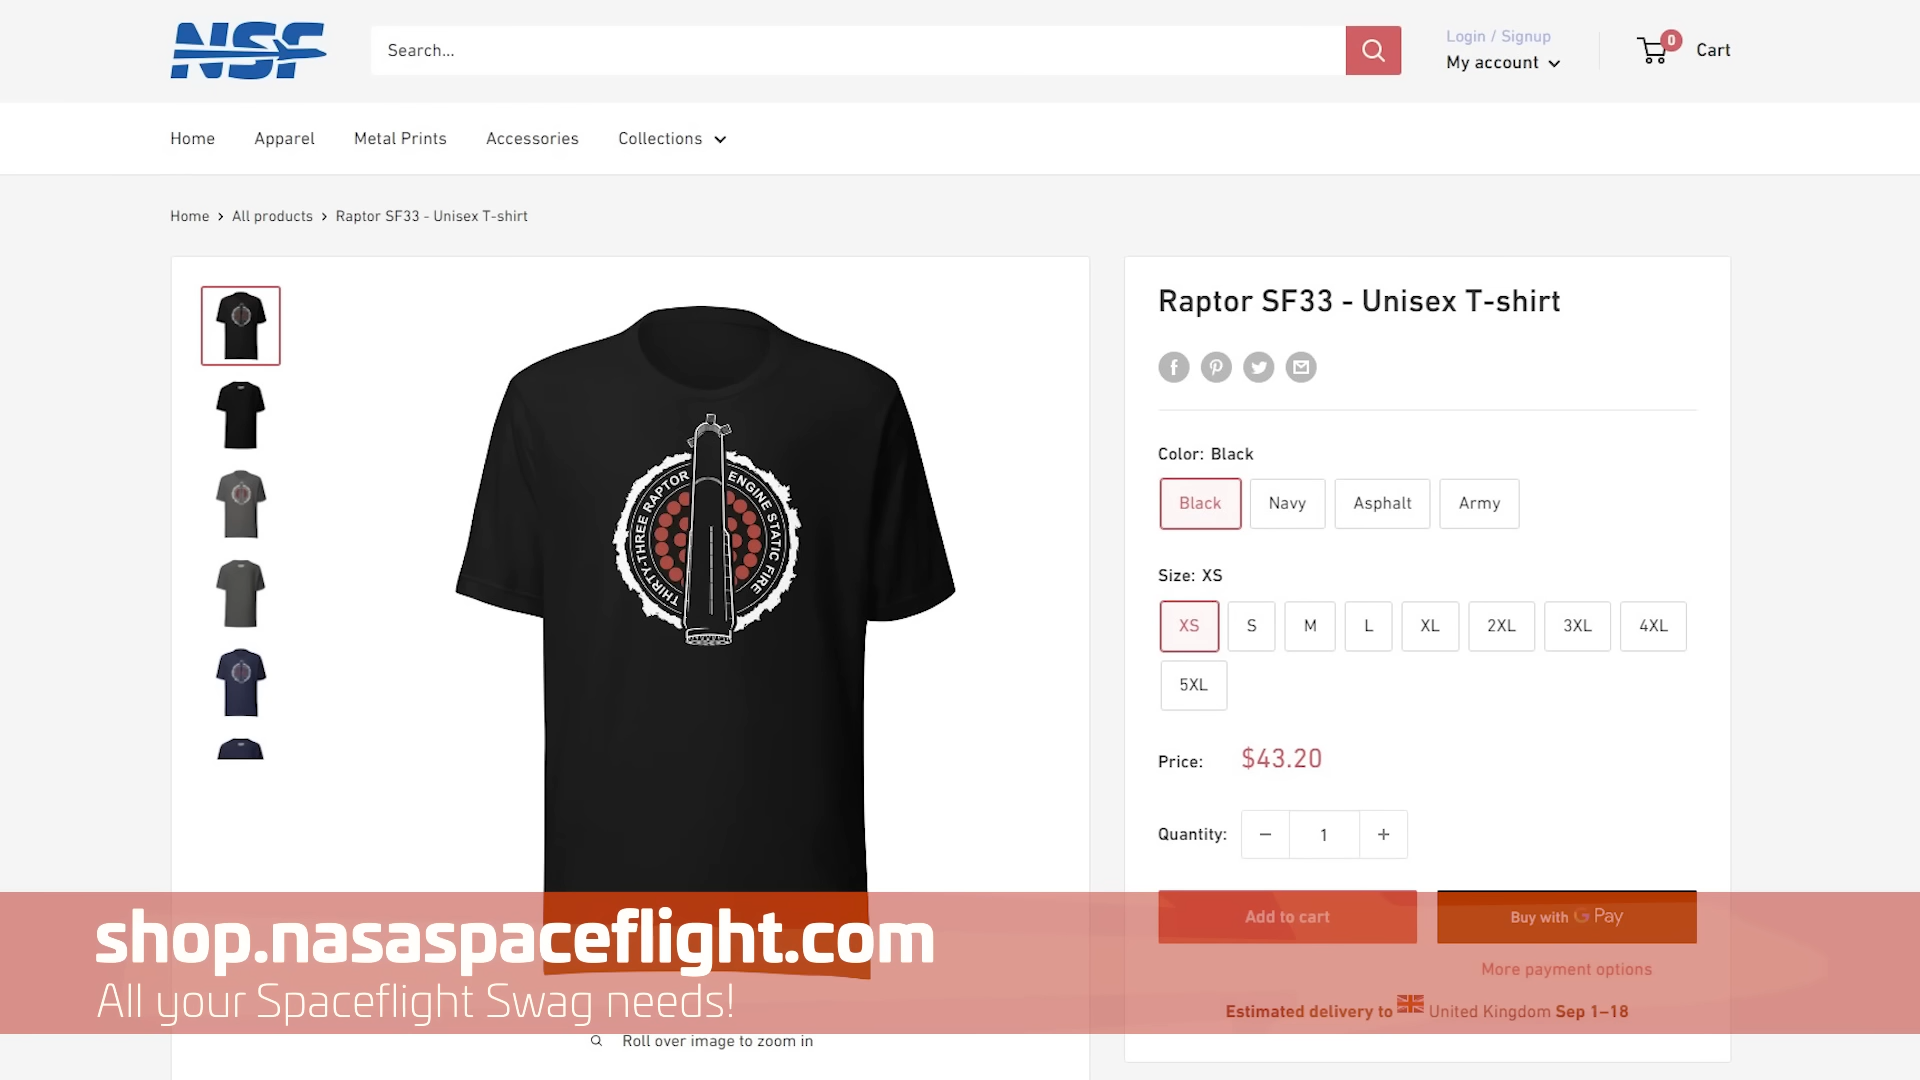 NSF
Search...
Login / Signup
My account
0
Cart
Home
Apparel
Metal Prints
Accessories
Collections
Home
All products
Raptor SF33 - Unisex T-shirt
THIRTY-THREE RAPTOR ENGINE STATIC FIRE
Raptor SF33 - Unisex T-shirt
Color: Black
Black
Navy
Asphalt
Army
Size: XS
XS
S
M
L
XL
2XL
3XL
4XL
5XL
Price: $43.20
Quantity: − 1 +
Add to cart
Buy with G Pay
More payment options
Estimated delivery to United Kingdom Sep 1–18
shop.nasaspaceflight.com
All your Spaceflight Swag needs!
Roll over image to zoom in